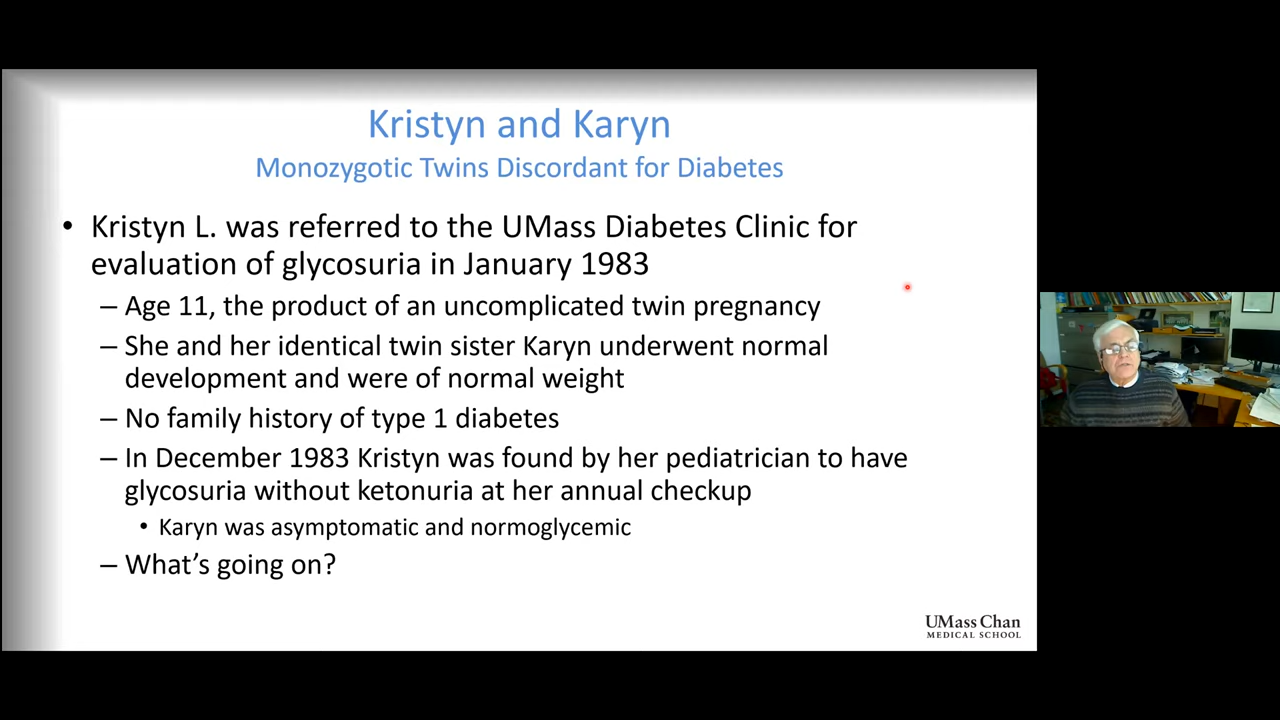 Kristyn and Karyn
Monozygotic Twins Discordant for Diabetes
• Kristyn L. was referred to the UMass Diabetes Clinic for
evaluation of glycosuria in January 1983
– Age 11, the product of an uncomplicated twin pregnancy
– She and her identical twin sister Karyn underwent normal
development and were of normal weight
– No family history of type 1 diabetes
– In December 1983 Kristyn was found by her pediatrician to have
glycosuria without ketonuria at her annual checkup
• Karyn was asymptomatic and normoglycemic
– What’s going on?
UMass Chan
MEDICAL SCHOOL